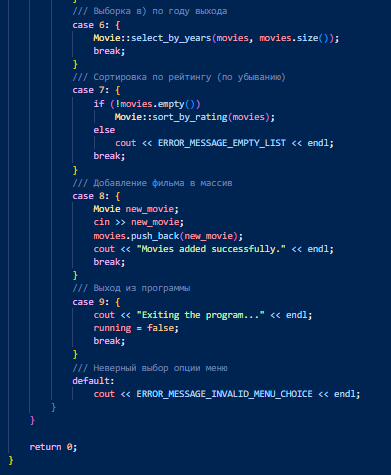 /// Выборка в) по году выхода
case 6: {
Movie::select_by_years(movies, movies.size());
break;
}
/// Сортировка по рейтингу (по убыванию)
case 7: {
if (!movies.empty())
Movie::sort_by_rating(movies);
else
cout << ERROR_MESSAGE_EMPTY_LIST << endl;
break;
}
/// Добавление фильма в массив
case 8: {
Movie new_movie;
cin >> new_movie;
movies.push_back(new_movie);
cout << "Movies added successfully." << endl;
break;
}
/// Выход из программы
case 9: {
cout << "Exiting the program..." << endl;
running = false;
break;
}
/// Неверный выбор опции меню
default:
cout << ERROR_MESSAGE_INVALID_MENU_CHOICE << endl;
}
}
return 0;
}